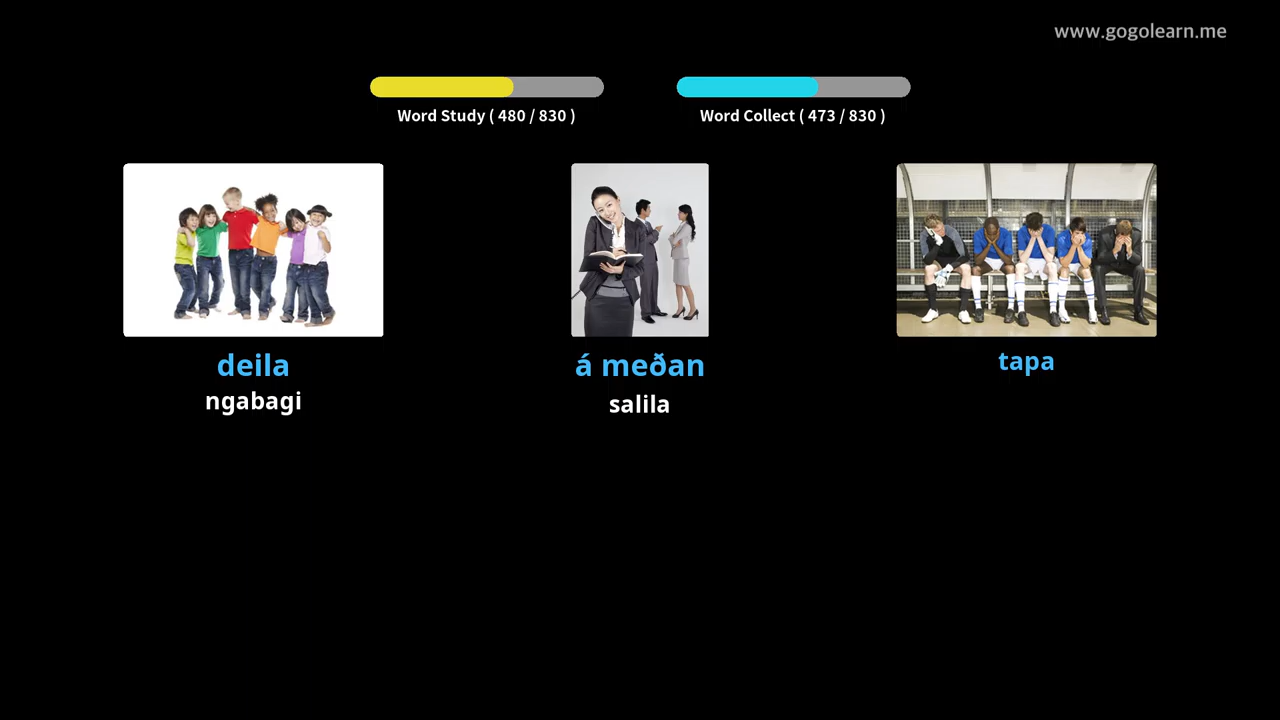 www.gogolearn.me
Word Study ( 480 / 830 )
Word Collect ( 473 / 830 )
deila
ngabagi
á meðan
salila
tapa